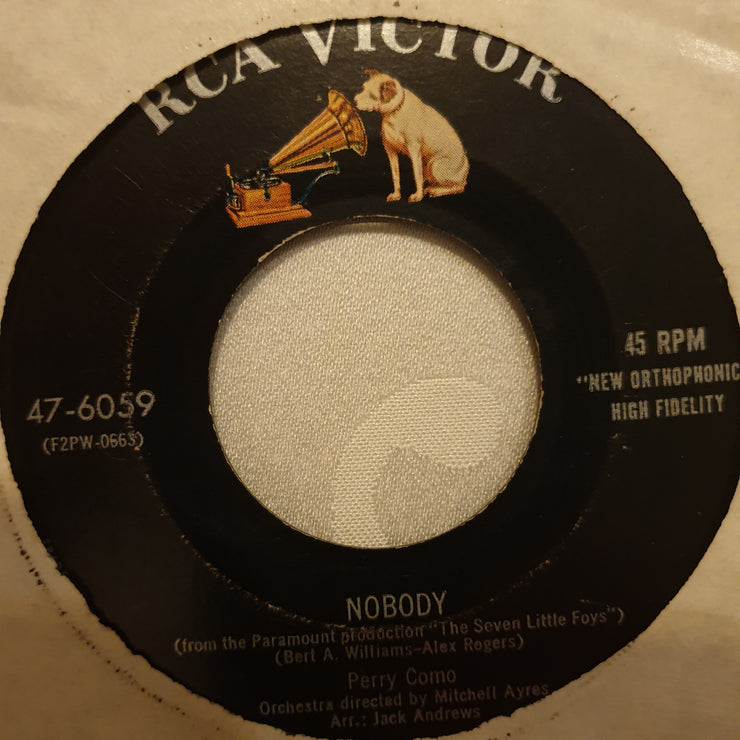 RCA VICTOR
47-6059
(F2PW-0663)
45 RPM
"NEW ORTHOPHONIC
HIGH FIDELITY
NOBODY
(from the Paramount production "The Seven Little Foys")
(Bert A. Williams-Alex Rogers)
Perry Como
Orchestra directed by Mitchell Ayres
Arr.: Jack Andrews